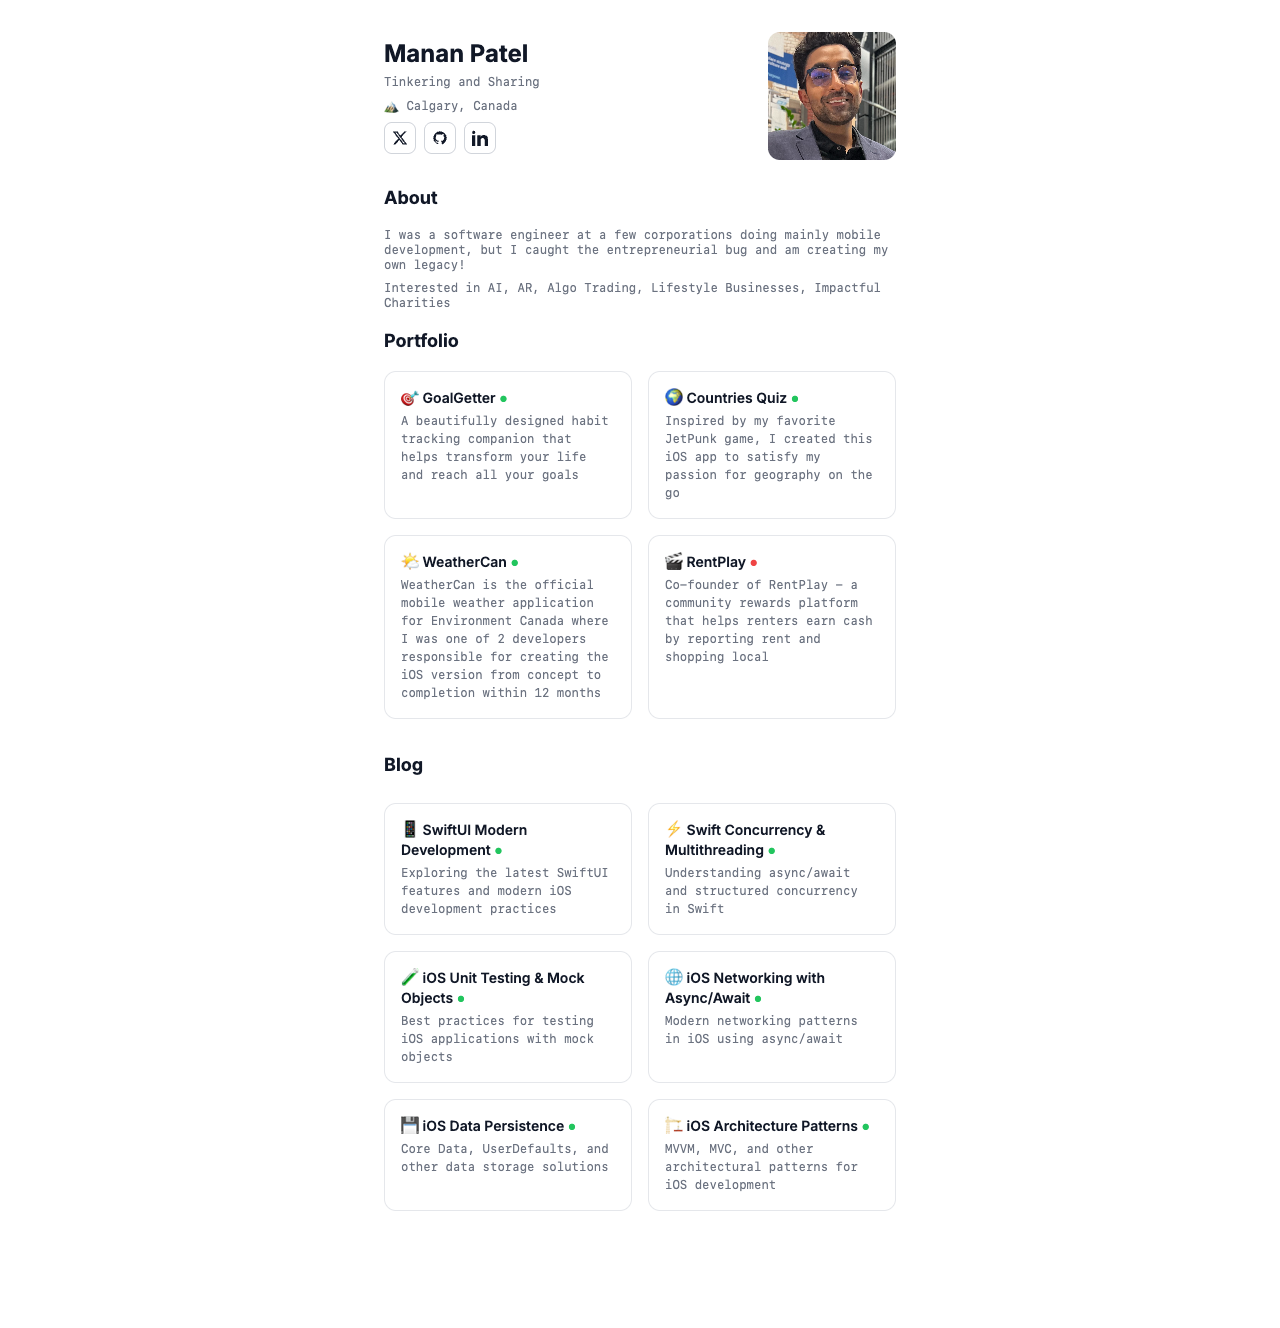 Manan Patel
Tinkering and Sharing
⛰️ Calgary, Canada
About
I was a software engineer at a few corporations doing mainly mobile
development, but I caught the entrepreneurial bug and am creating my
own legacy!
Interested in AI, AR, Algo Trading, Lifestyle Businesses, Impactful
Charities
Portfolio
🎯 GoalGetter
A beautifully designed habit
tracking companion that
helps transform your life
and reach all your goals
🌍 Countries Quiz
Inspired by my favorite
JetPunk game, I created this
iOS app to satisfy my
passion for geography on the
go
🌤️ WeatherCan
WeatherCan is the official
mobile weather application
for Environment Canada where
I was one of 2 developers
responsible for creating the
iOS version from concept to
completion within 12 months
🎬 RentPlay
Co-founder of RentPlay – a
community rewards platform
that helps renters earn cash
by reporting rent and
shopping local
Blog
📱 SwiftUI Modern
Development
Exploring the latest SwiftUI
features and modern iOS
development practices
⚡ Swift Concurrency &
Multithreading
Understanding async/await
and structured concurrency
in Swift
🧪 iOS Unit Testing & Mock
Objects
Best practices for testing
iOS applications with mock
objects
🌐 iOS Networking with
Async/Await
Modern networking patterns
in iOS using async/await
💾 iOS Data Persistence
Core Data, UserDefaults, and
other data storage solutions
🏗️ iOS Architecture Patterns
MVVM, MVC, and other
architectural patterns for
iOS development